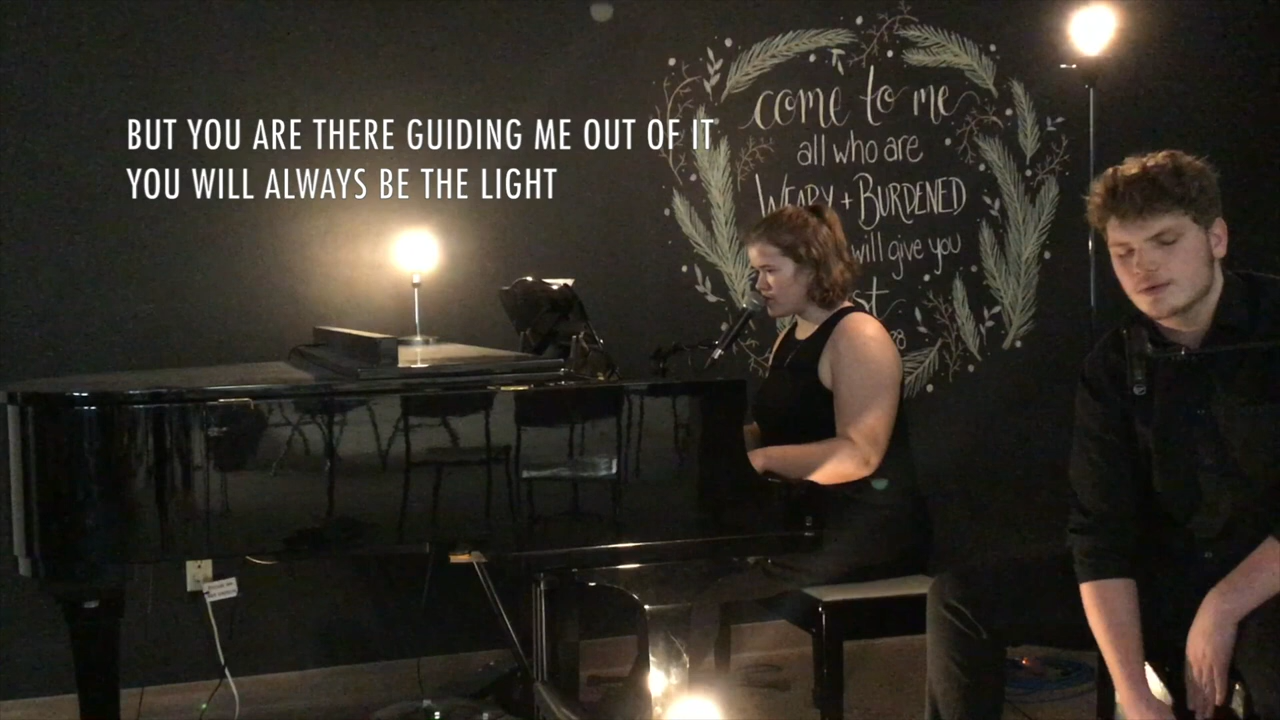 BUT YOU ARE THERE GUIDING ME OUT OF IT
YOU WILL ALWAYS BE THE LIGHT
come to me
all who are
WEARY + BURDENED
will give you